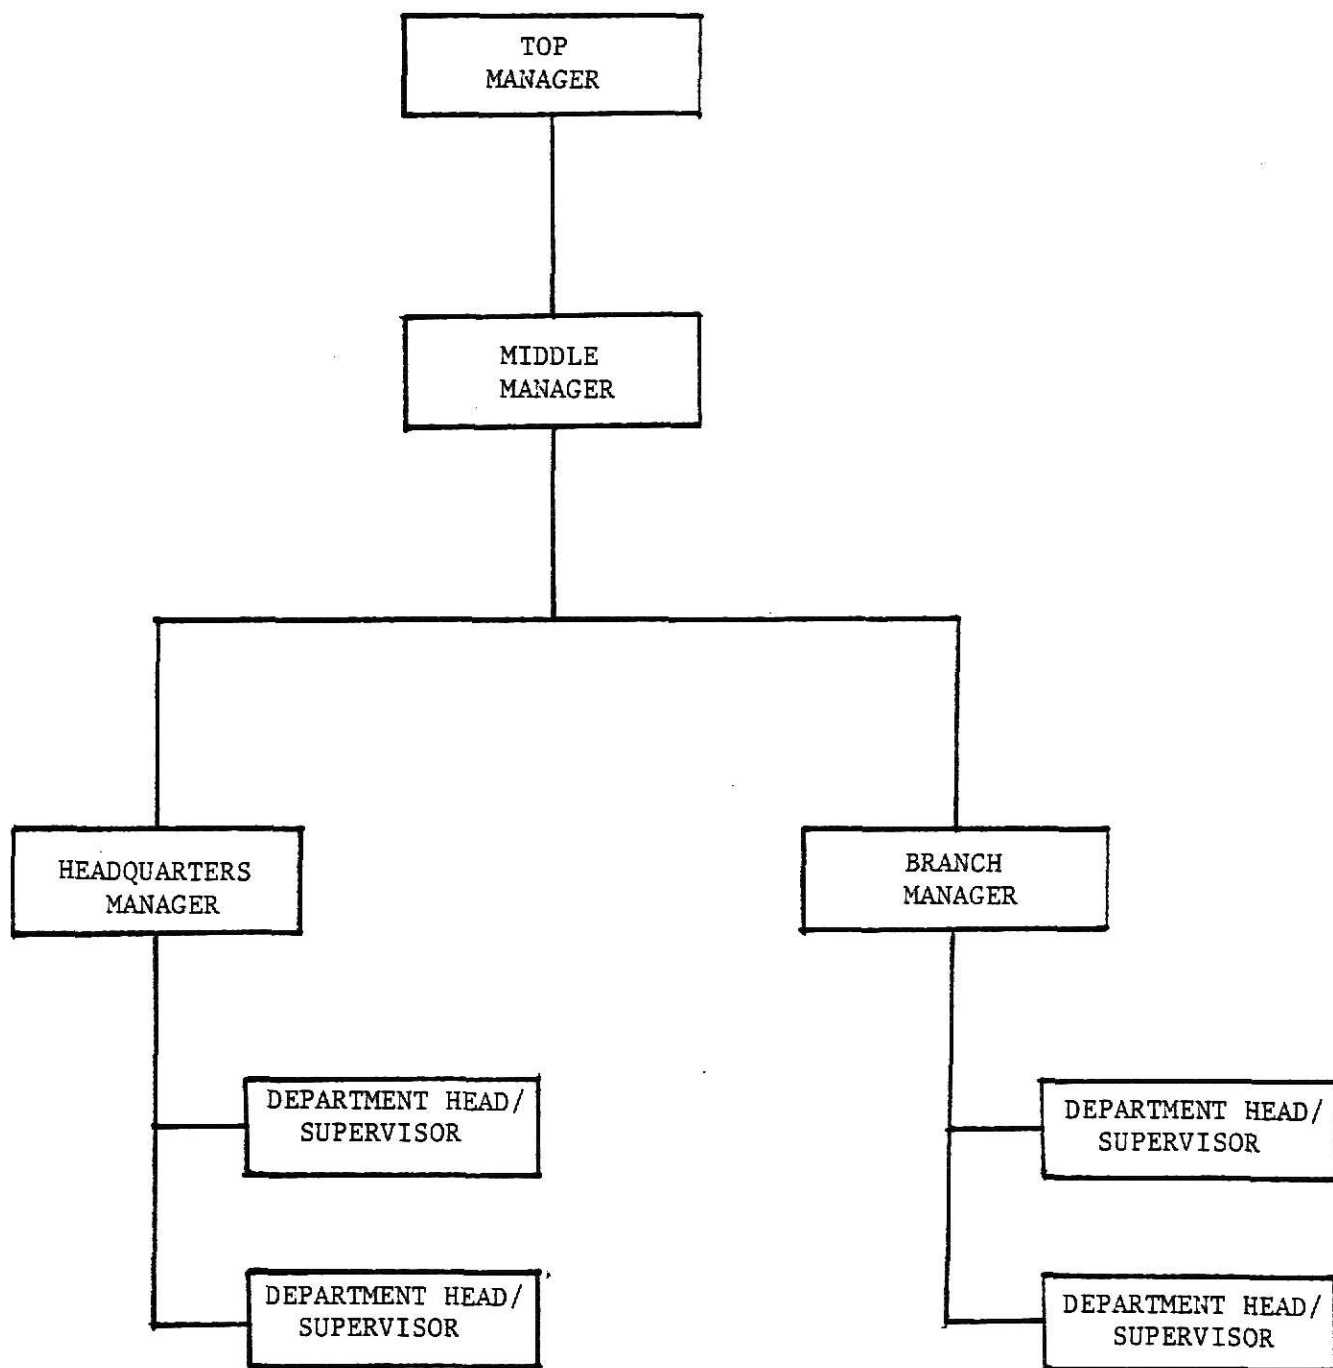 TOP
MANAGER
MIDDLE
MANAGER
HEADQUARTERS
MANAGER
BRANCH
MANAGER
DEPARTMENT HEAD/
SUPERVISOR
DEPARTMENT HEAD/
SUPERVISOR
DEPARTMENT HEAD/
SUPERVISOR
DEPARTMENT HEAD/
SUPERVISOR